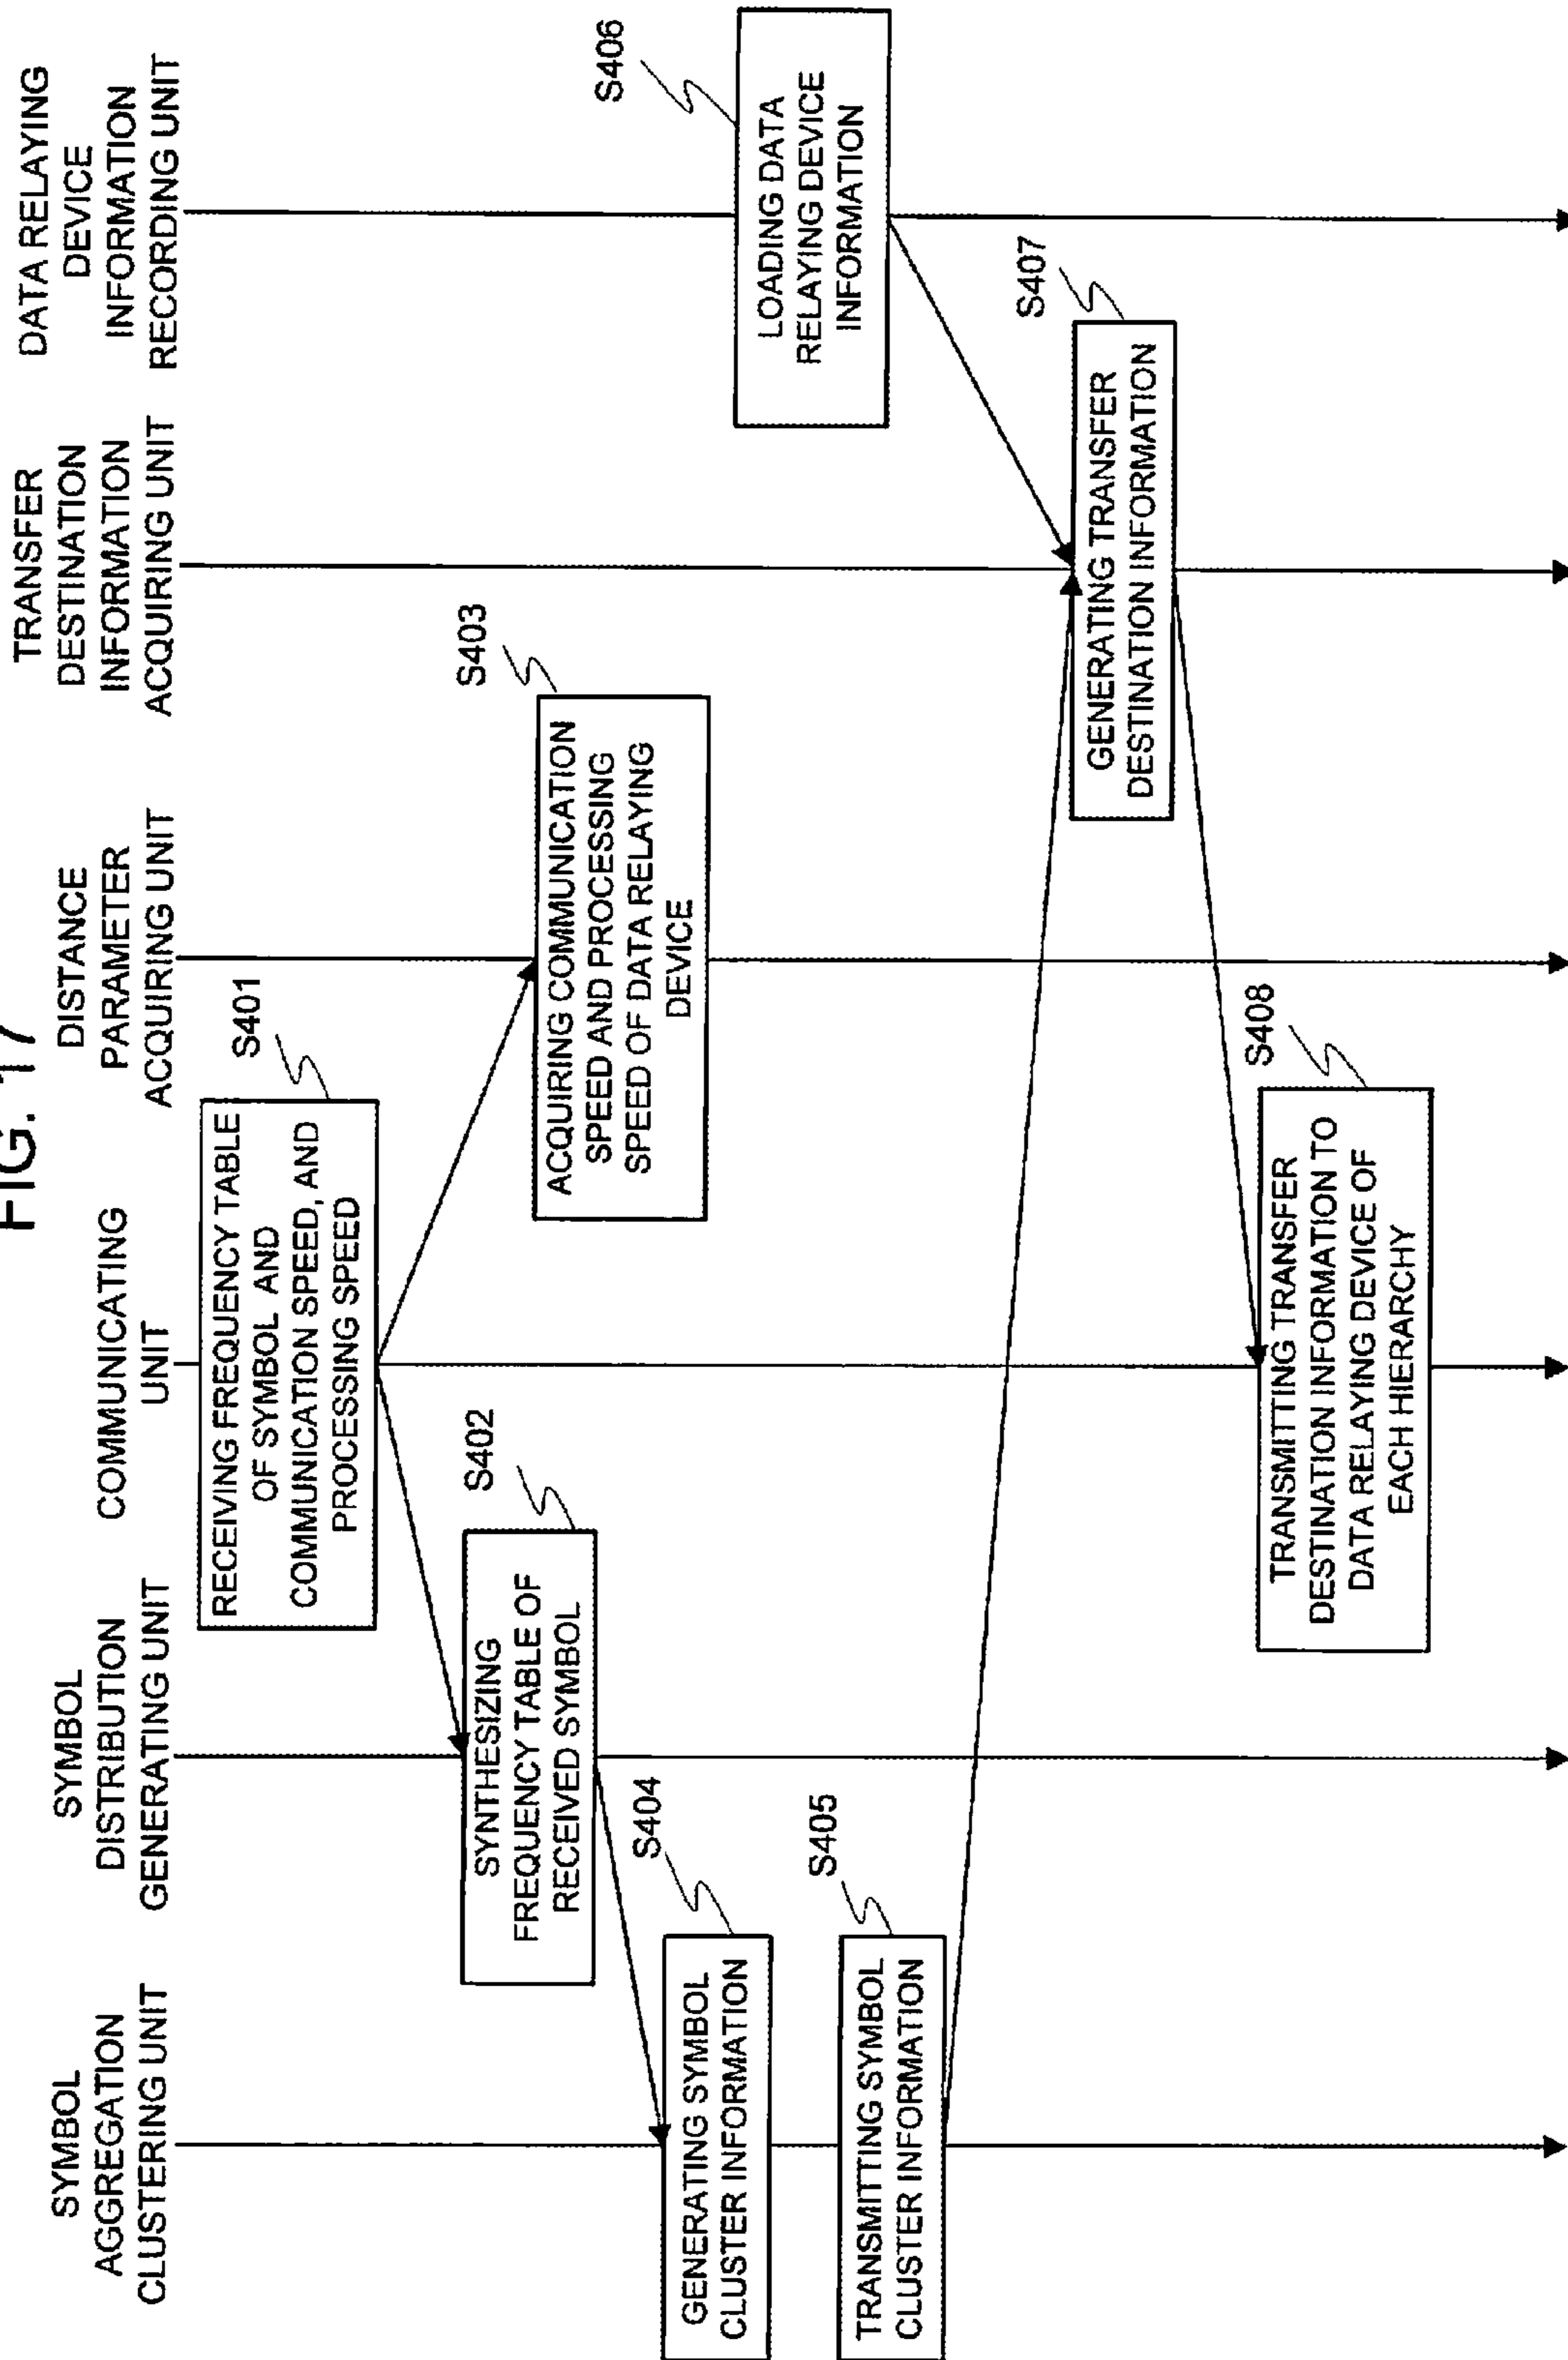 FIG. 17
SYMBOL
AGGREGATION
CLUSTERING UNIT
SYMBOL
DISTRIBUTION
GENERATING UNIT
COMMUNICATING
UNIT
DISTANCE
PARAMETER
ACQUIRING UNIT
TRANSFER
DESTINATION
INFORMATION
ACQUIRING UNIT
DATA RELAYING
DEVICE
INFORMATION
RECORDING UNIT
S401
RECEIVING FREQUENCY TABLE
OF SYMBOL AND
COMMUNICATION SPEED, AND
PROCESSING SPEED
S402
SYNTHESIZING
FREQUENCY TABLE OF
RECEIVED SYMBOL
S403
ACQUIRING COMMUNICATION
SPEED AND PROCESSING
SPEED OF DATA RELAYING
DEVICE
S404
GENERATING SYMBOL
CLUSTER INFORMATION
S405
TRANSMITTING SYMBOL
CLUSTER INFORMATION
S406
LOADING DATA
RELAYING DEVICE
INFORMATION
S407
GENERATING TRANSFER
DESTINATION INFORMATION
S408
TRANSMITTING TRANSFER
DESTINATION INFORMATION TO
DATA RELAYING DEVICE OF
EACH HIERARCHY